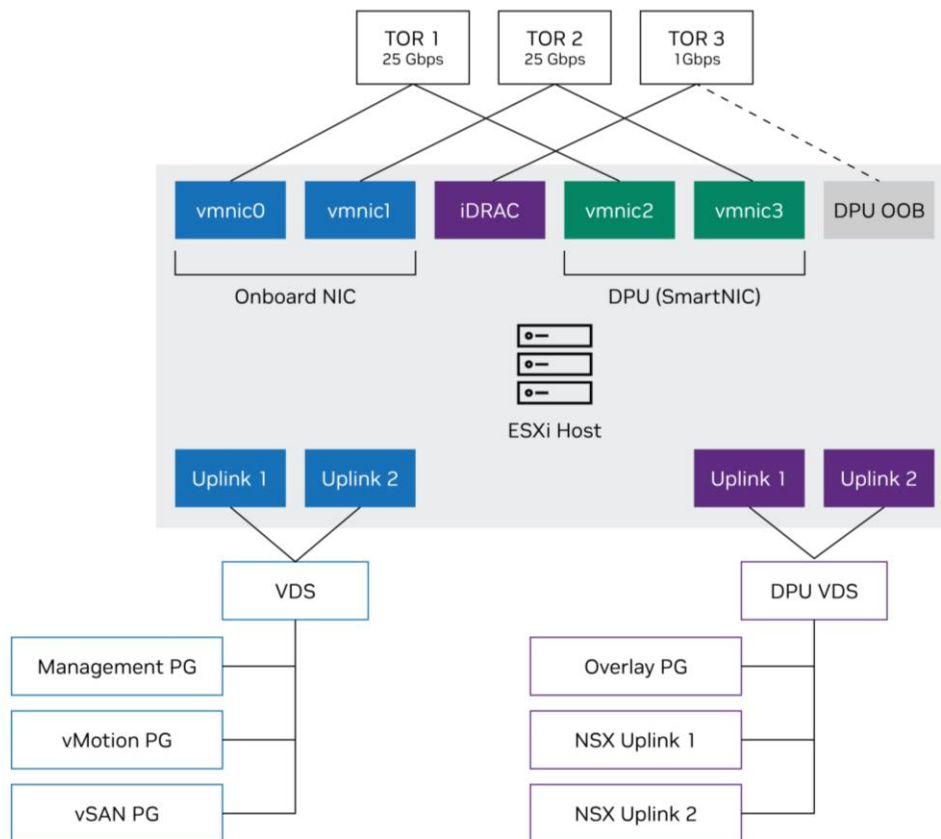 TOR 1
25 Gbps
TOR 2
25 Gbps
TOR 3
1Gbps
vmnic0
vmnic1
iDRAC
vmnic2
vmnic3
DPU OOB
Onboard NIC
DPU (SmartNIC)
ESXi Host
Uplink 1
Uplink 2
Uplink 1
Uplink 2
VDS
DPU VDS
Management PG
Overlay PG
vMotion PG
NSX Uplink 1
vSAN PG
NSX Uplink 2